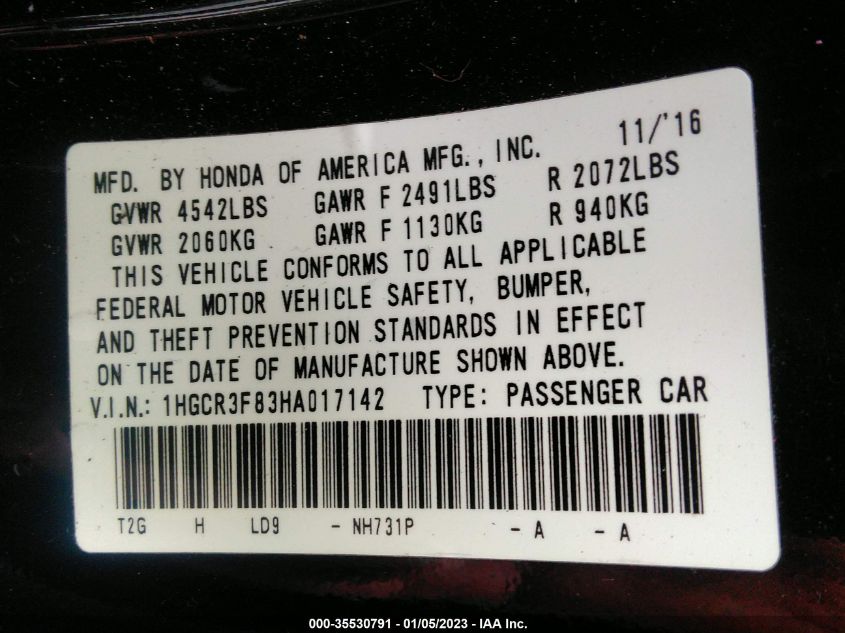 MFD. BY HONDA OF AMERICA MFG., INC. 11/'16
GVWR 4542LBS GAWR F 2491LBS R 2072LBS
GVWR 2060KG GAWR F 1130KG R 940KG
THIS VEHICLE CONFORMS TO ALL APPLICABLE
FEDERAL MOTOR VEHICLE SAFETY, BUMPER,
AND THEFT PREVENTION STANDARDS IN EFFECT
ON THE DATE OF MANUFACTURE SHOWN ABOVE.
V.I.N.: 1HGCR3F83HA017142 TYPE: PASSENGER CAR
T2G H LD9 - NH731P - A - A
000-35530791 - 01/05/2023 - IAA Inc.